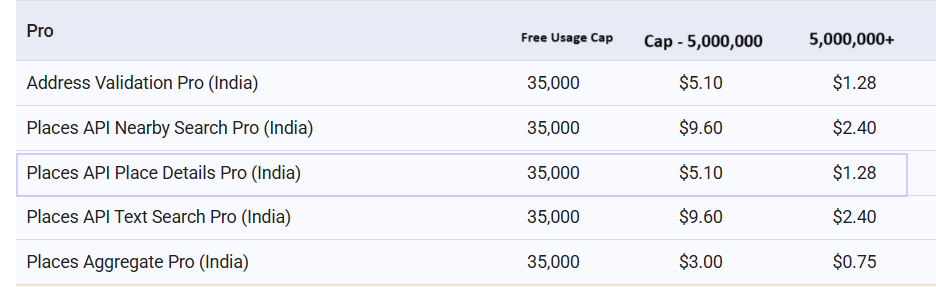 Pro Free Usage Cap Cap - 5,000,000 5,000,000+
Address Validation Pro (India) 35,000 $5.10 $1.28
Places API Nearby Search Pro (India) 35,000 $9.60 $2.40
Places API Place Details Pro (India) 35,000 $5.10 $1.28
Places API Text Search Pro (India) 35,000 $9.60 $2.40
Places Aggregate Pro (India) 35,000 $3.00 $0.75